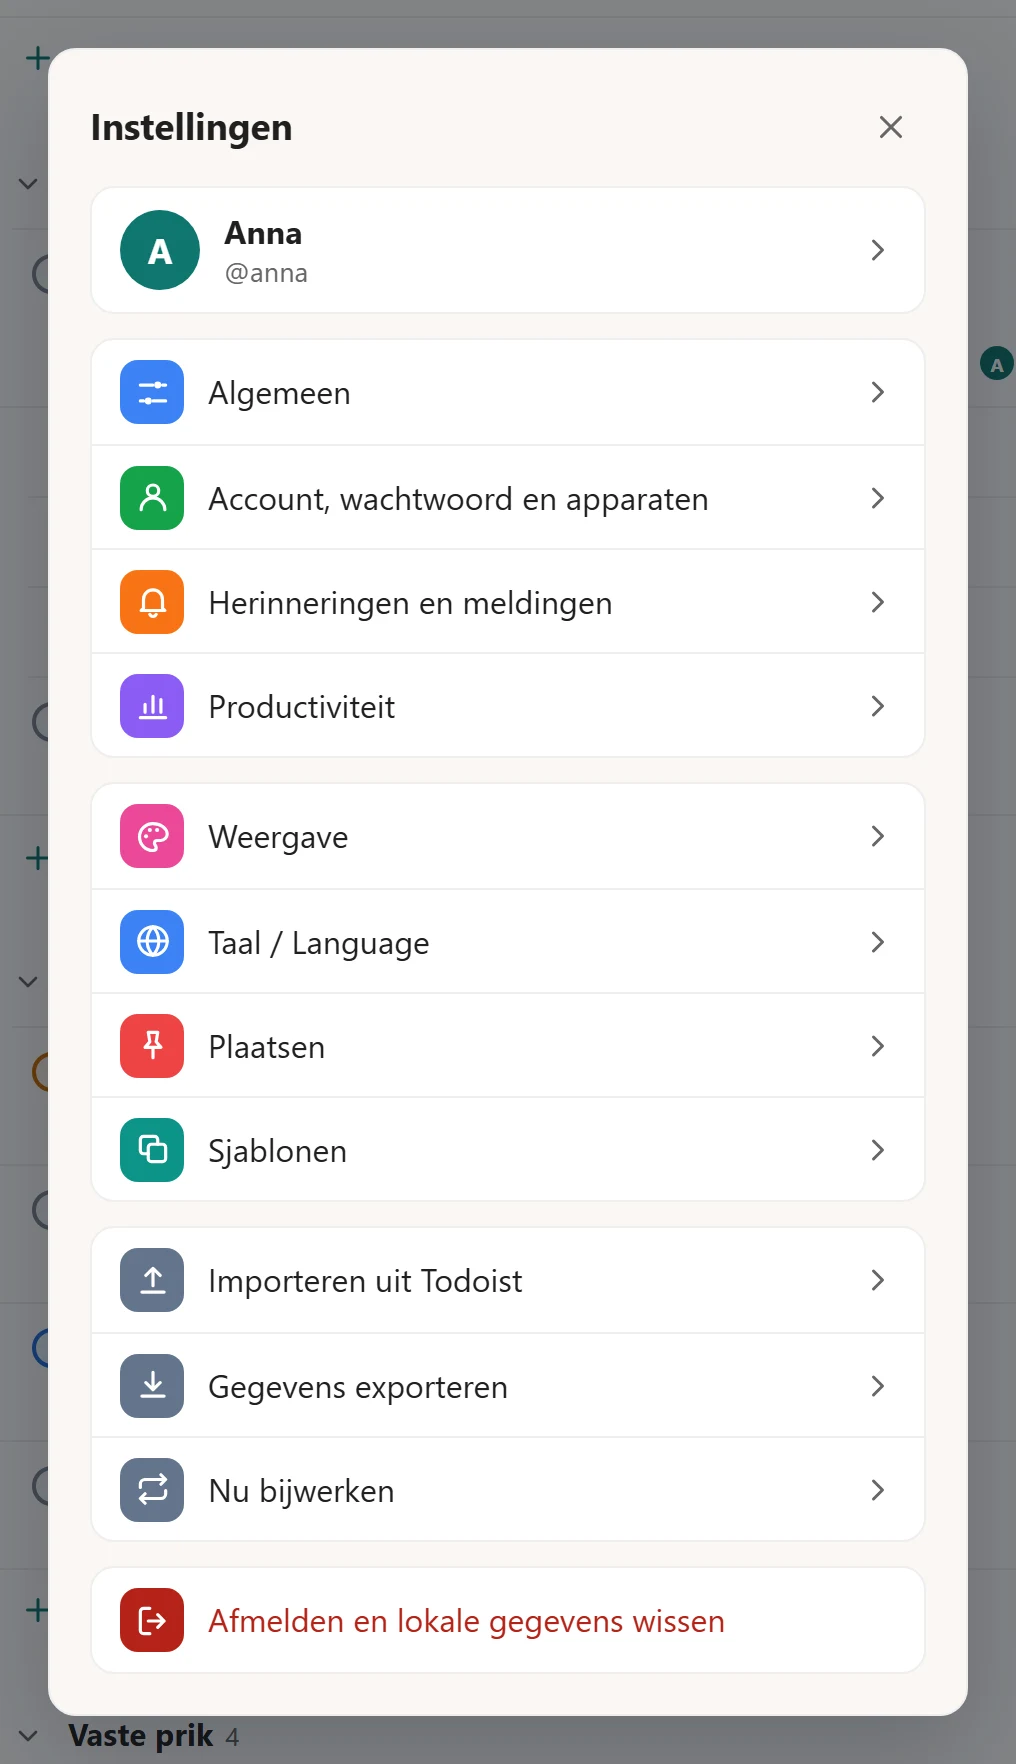 Instellingen
A
Anna
@anna
A
Algemeen
Account, wachtwoord en apparaten
Herinneringen en meldingen
Productiviteit
Weergave
Taal / Language
Plaatsen
Sjablonen
Importeren uit Todoist
Gegevens exporteren
Nu bijwerken
Afmelden en lokale gegevens wissen
Vaste prik 4